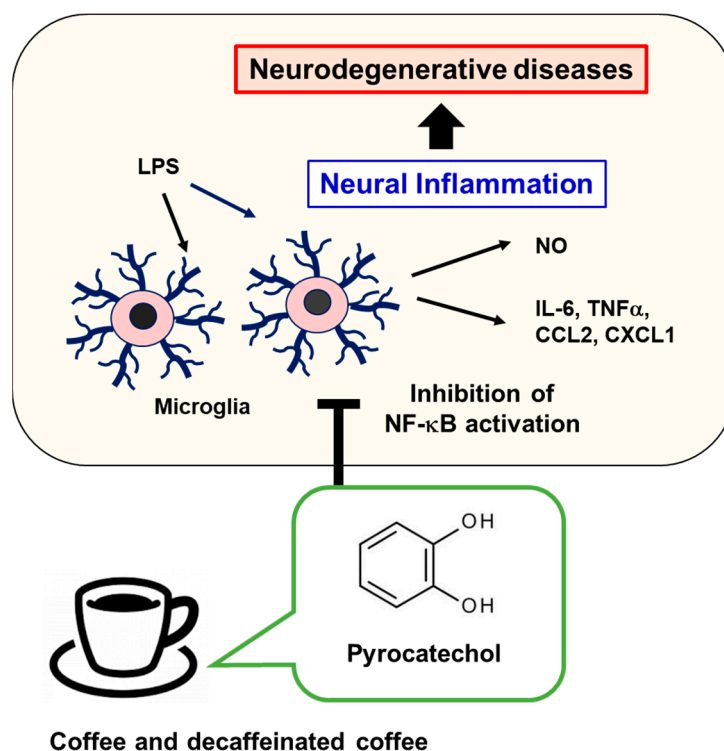 Neurodegenerative diseases
LPS
Neural Inflammation
NO
IL-6, TNFα,
CCL2, CXCL1
Microglia
Inhibition of
NF-κB activation
OH
OH
Pyrocatechol
Coffee and decaffeinated coffee